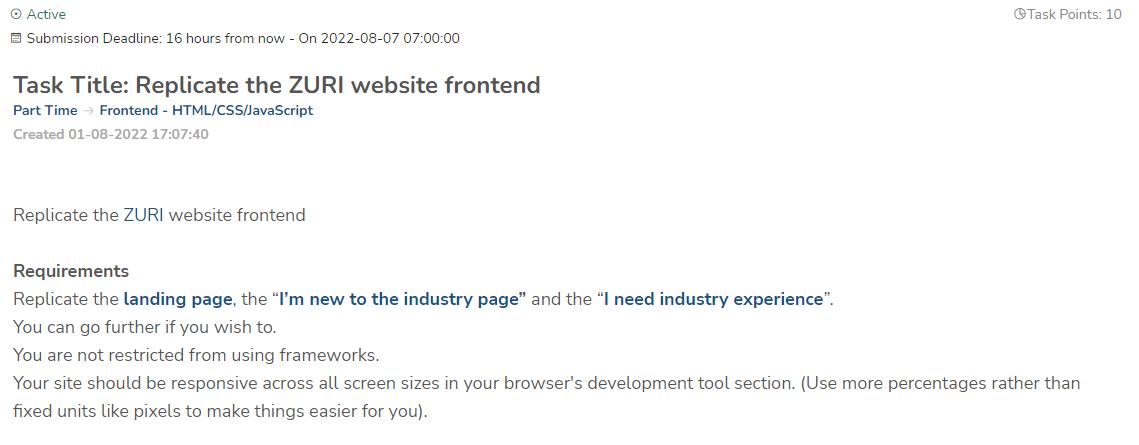 Active
Task Points: 10
Submission Deadline: 16 hours from now - On 2022-08-07 07:00:00
Task Title: Replicate the ZURI website frontend
Part Time → Frontend - HTML/CSS/JavaScript
Created 01-08-2022 17:07:40
Replicate the ZURI website frontend
Requirements
Replicate the landing page, the “I’m new to the industry page” and the “I need industry experience”.
You can go further if you wish to.
You are not restricted from using frameworks.
Your site should be responsive across all screen sizes in your browser's development tool section. (Use more percentages rather than
fixed units like pixels to make things easier for you).